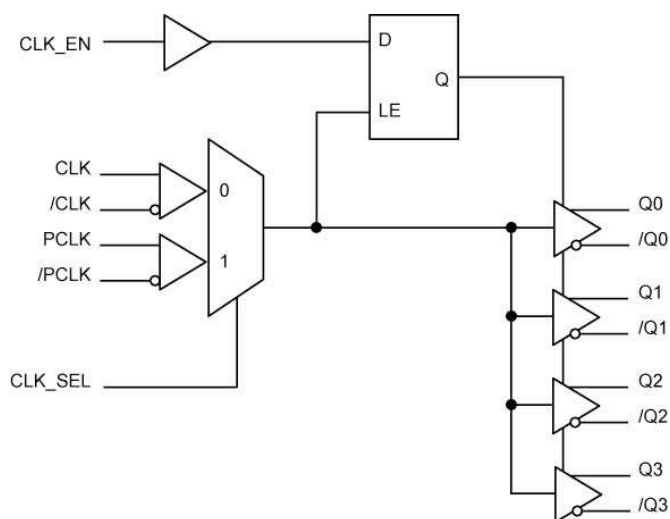 CLK_EN
D
Q
LE
CLK
/CLK
PCLK
/PCLK
0
1
CLK_SEL
Q0
/Q0
Q1
/Q1
Q2
/Q2
Q3
/Q3